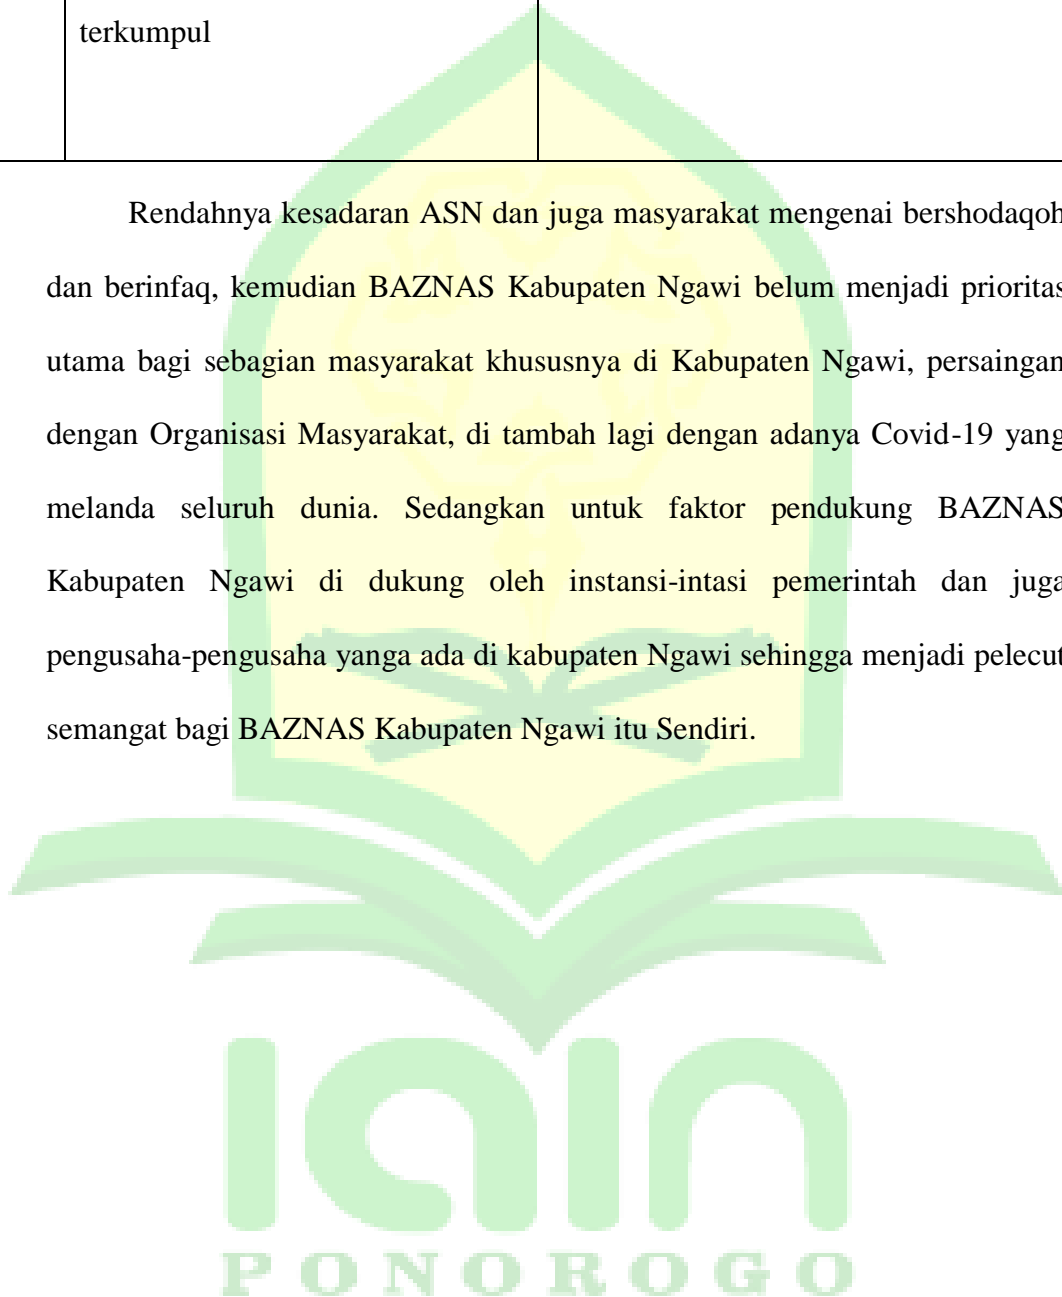 terkumpul
Rendahnya kesadaran ASN dan juga masyarakat mengenai bershodaqoh
dan berinfaq, kemudian BAZNAS Kabupaten Ngawi belum menjadi prioritas
utama bagi sebagian masyarakat khususnya di Kabupaten Ngawi, persaingan
dengan Organisasi Masyarakat, di tambah lagi dengan adanya Covid-19 yang
melanda seluruh dunia. Sedangkan untuk faktor pendukung BAZNAS
Kabupaten Ngawi di dukung oleh instansi-intasi pemerintah dan juga
pengusaha-pengusaha yanga ada di kabupaten Ngawi sehingga menjadi pelecut
semangat bagi BAZNAS Kabupaten Ngawi itu Sendiri.
iain
PONOROGO